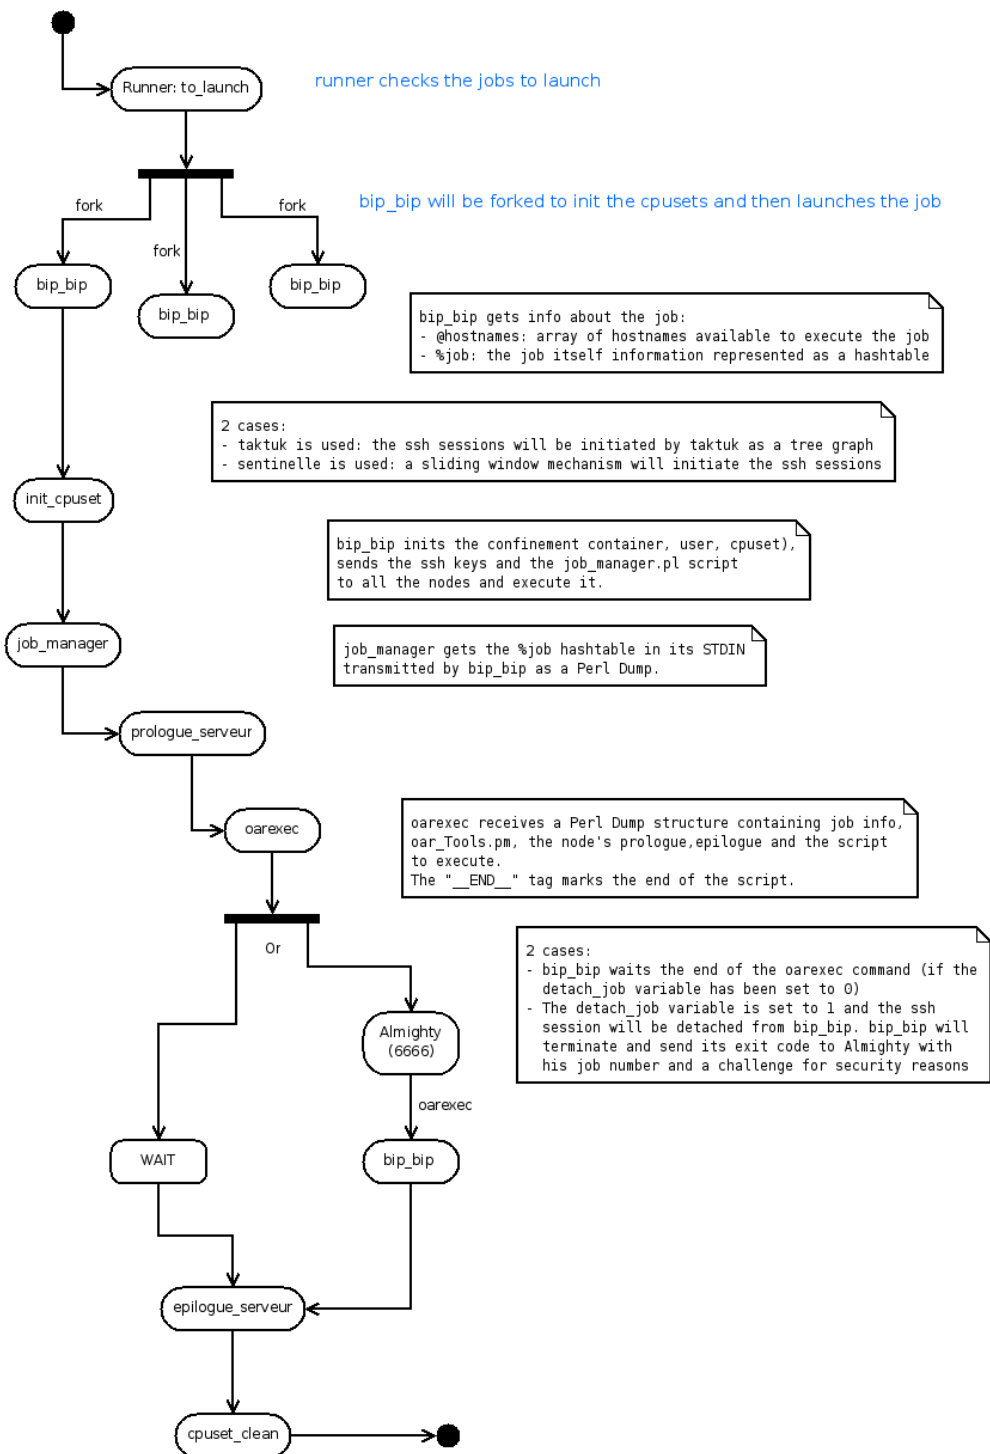 Runner: to_launch
runner checks the jobs to launch
fork
fork
fork
bip_bip will be forked to init the cpusets and then launches the job
bip_bip
bip_bip
bip_bip
bip_bip gets info about the job:
- @hostnames: array of hostnames available to execute the job
- %job: the job itself information represented as a hashtable
2 cases:
- taktuk is used: the ssh sessions will be initiated by taktuk as a tree graph
- sentinelle is used: a sliding window mechanism will initiate the ssh sessions
init_cpuset
bip_bip inits the confinement container, user, cpuset),
sends the ssh keys and the job_manager.pl script
to all the nodes and execute it.
job_manager
job_manager gets the %job hashtable in its STDIN
transmitted by bip_bip as a Perl Dump.
prologue_serveur
oarexec
oarexec receives a Perl Dump structure containing job info,
oar_Tools.pm, the node's prologue,epilogue and the script
to execute.
The "__END__" tag marks the end of the script.
Or
2 cases:
- bip_bip waits the end of the oarexec command (if the
detach_job variable has been set to 0)
- The detach_job variable is set to 1 and the ssh
session will be detached from bip_bip. bip_bip will
terminate and send its exit code to Almighty with
his job number and a challenge for security reasons
Almighty
(6666)
oarexec
WAIT
bip_bip
epilogue_serveur
cpuset_clean